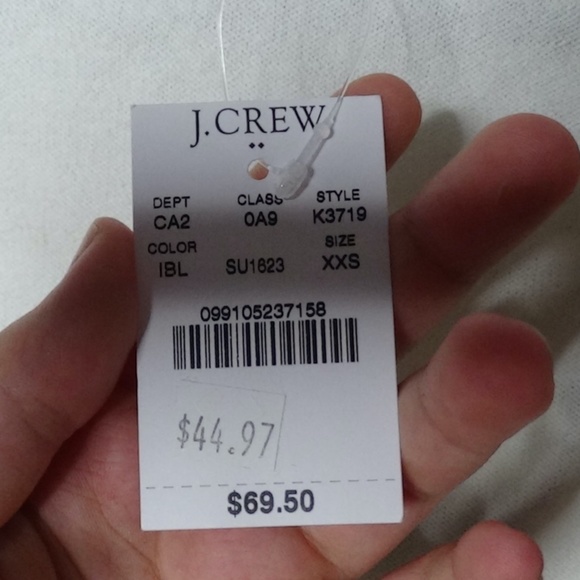 J.CREW
DEPT CLASS STYLE
CA2 0A9 K3719
COLOR SIZE
IBL SU1623 XXS
099105237158
$44.97
$69.50